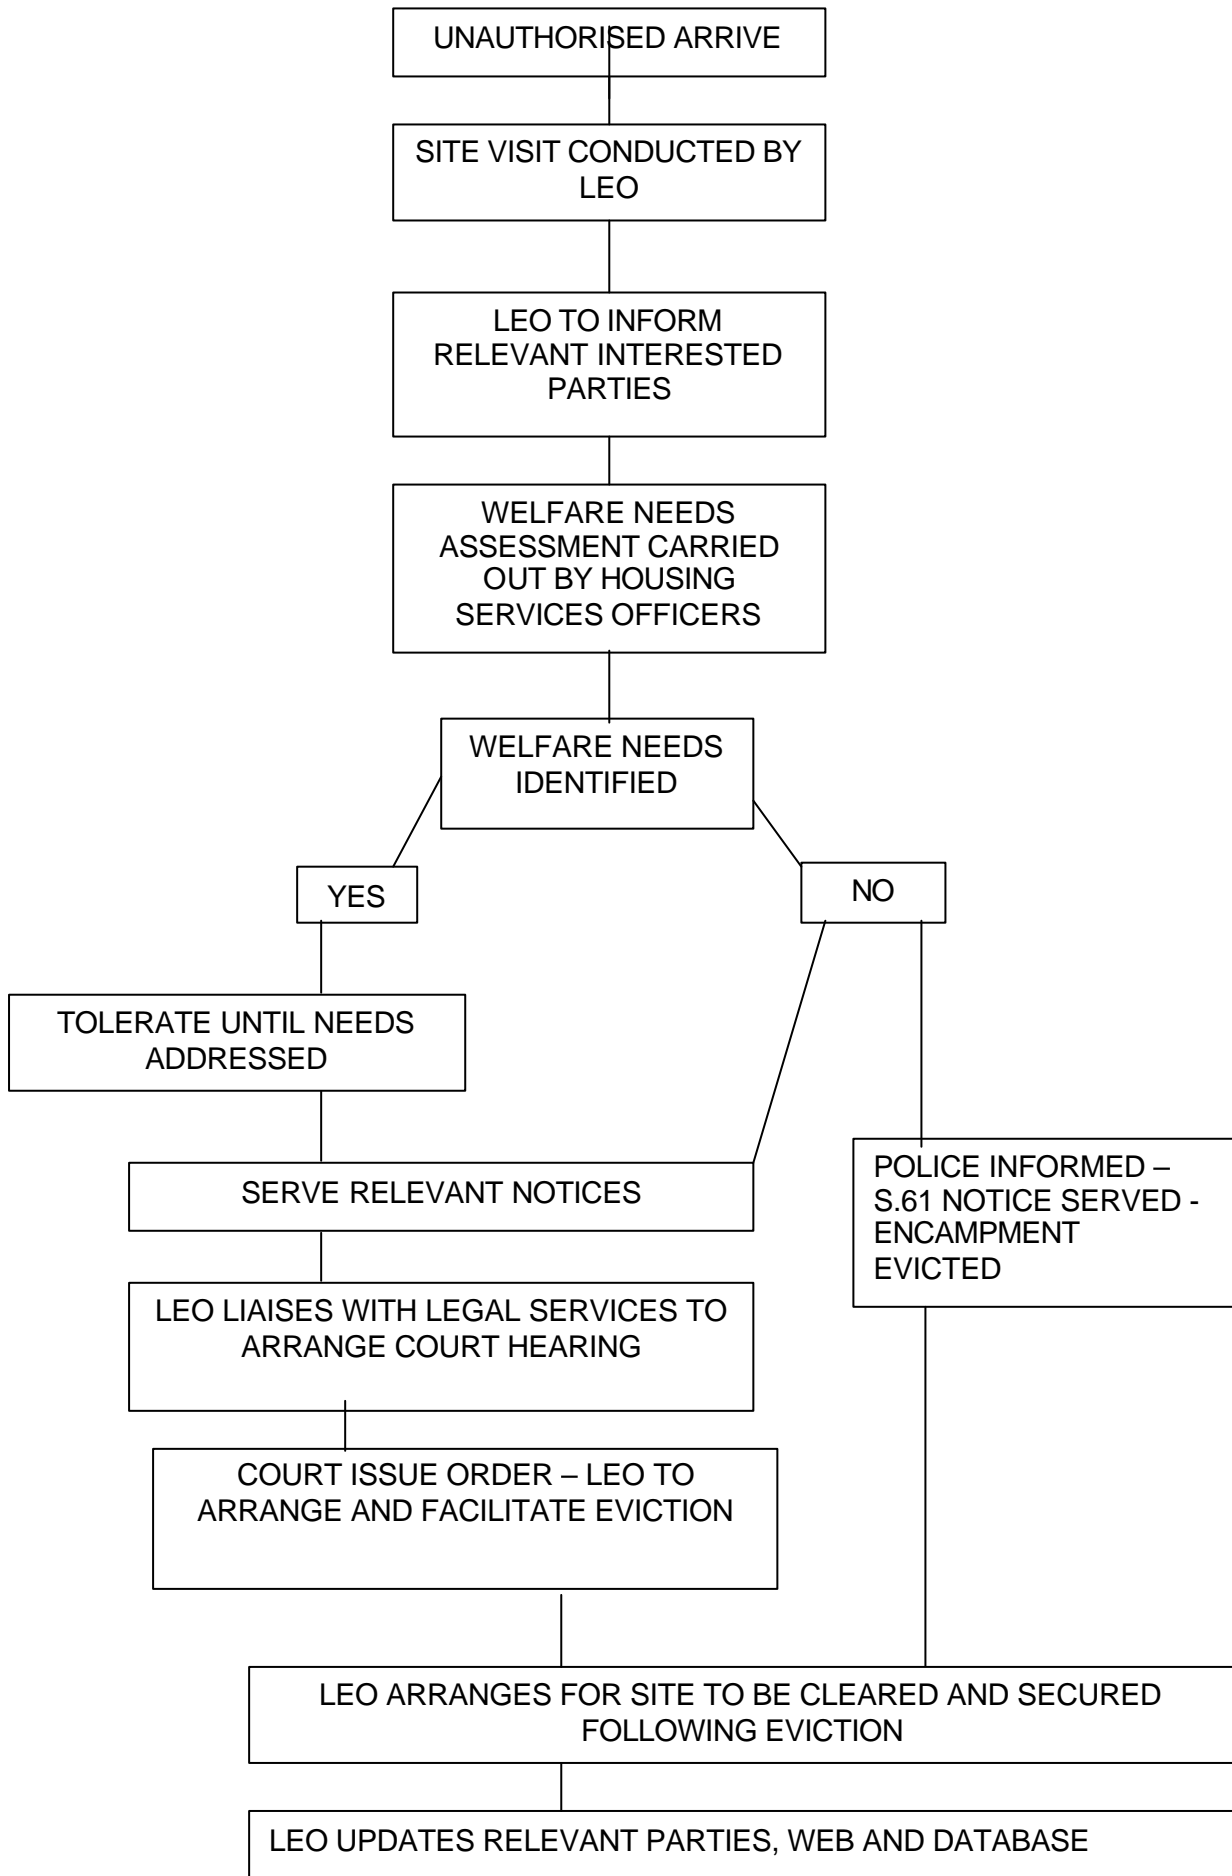 UNAUTHORISED ARRIVE
SITE VISIT CONDUCTED BY
LEO
LEO TO INFORM
RELEVANT INTERESTED
PARTIES
WELFARE NEEDS
ASSESSMENT CARRIED
OUT BY HOUSING
SERVICES OFFICERS
WELFARE NEEDS
IDENTIFIED
YES
NO
TOLERATE UNTIL NEEDS
ADDRESSED
SERVE RELEVANT NOTICES
POLICE INFORMED –
S.61 NOTICE SERVED -
ENCAMPMENT
EVICTED
LEO LIAISES WITH LEGAL SERVICES TO
ARRANGE COURT HEARING
COURT ISSUE ORDER – LEO TO
ARRANGE AND FACILITATE EVICTION
LEO ARRANGES FOR SITE TO BE CLEARED AND SECURED
FOLLOWING EVICTION
LEO UPDATES RELEVANT PARTIES, WEB AND DATABASE